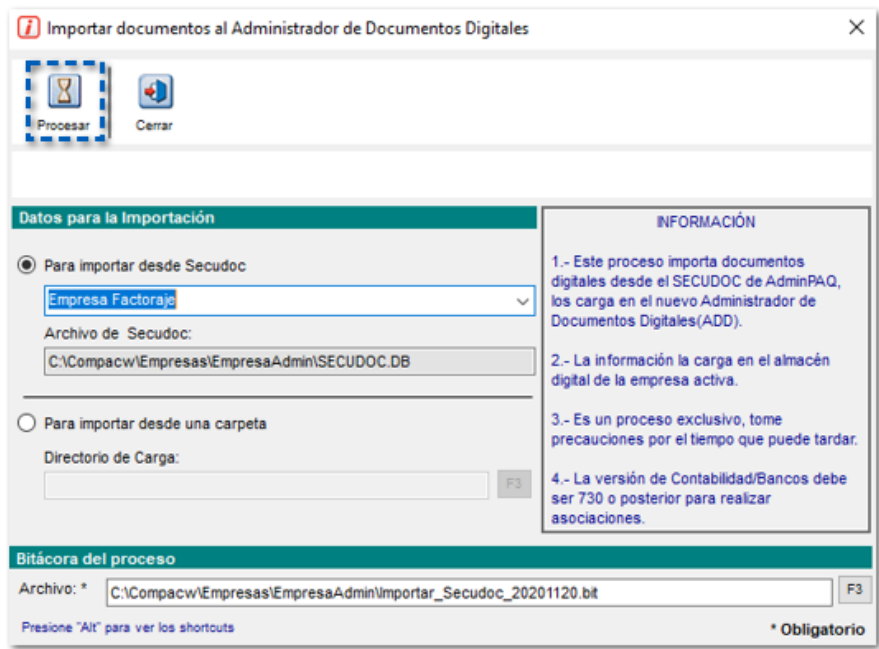 Importar documentos al Administrador de Documentos Digitales
Procesar
Cerrar
Datos para la Importación
Para importar desde Secudoc
Empresa Factoraje
Archivo de Secudoc:
C:\Compacw\Empresas\EmpresaAdmin\SECUDOC.DB
Para importar desde una carpeta
Directorio de Carga:
F3
INFORMACIÓN
1.- Este proceso importa documentos
digitales desde el SECUDOC de AdminPAQ,
los carga en el nuevo Administrador de
Documentos Digitales(ADD).
2.- La información la carga en el almacén
digital de la empresa activa.
3.- Es un proceso exclusivo, tome
precauciones por el tiempo que puede tardar.
4.- La versión de Contabilidad/Bancos debe
ser 730 o posterior para realizar
asociaciones.
Bitácora del proceso
Archivo: *
C:\Compacw\Empresas\EmpresaAdmin\Importar_Secudoc_20201120.bit
F3
Presione "Alt" para ver los shortcuts
* Obligatorio